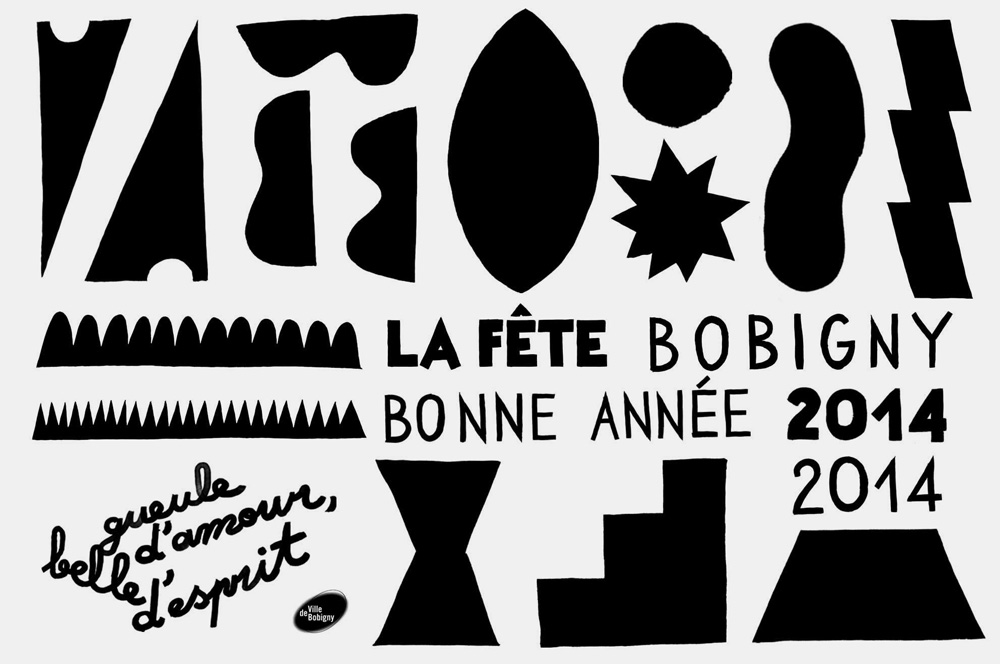 LA FÊTE BOBIGNY
BONNE ANNÉE 2014
2014
gueule
d'amour,
belle
d'esprit
Ville
de Bobigny